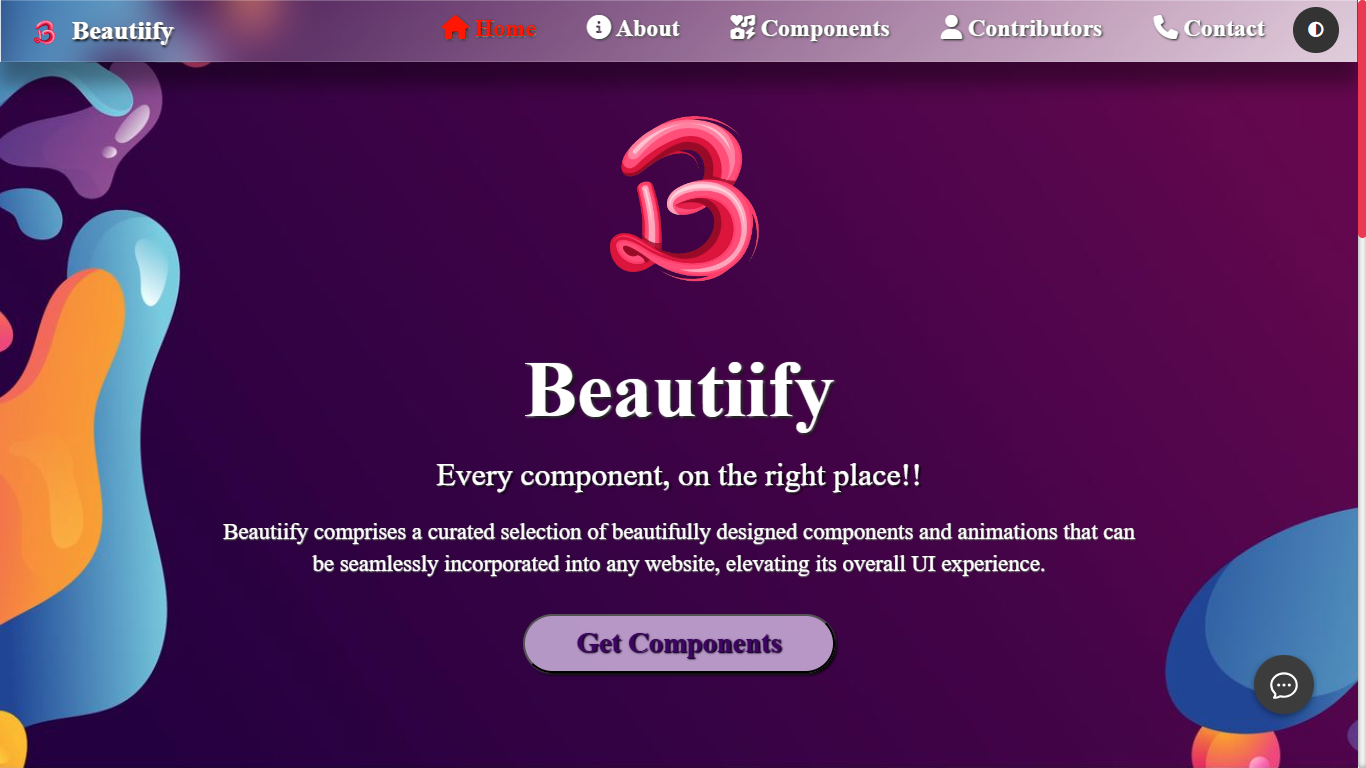 Beautiify
Home
About
Components
Contributors
Contact
Beautiify
Every component, on the right place!!
Beautiify comprises a curated selection of beautifully designed components and animations that can
be seamlessly incorporated into any website, elevating its overall UI experience.
Get Components